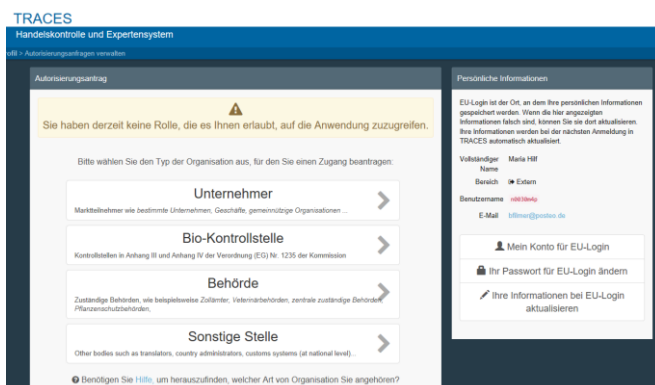 TRACES
Handelskontrolle und Expertensystem
ofil > Autorisierungsanfragen verwalten
Autorisierungsantrag
Sie haben derzeit keine Rolle, die es Ihnen erlaubt, auf die Anwendung zuzugreifen.
Bitte wählen Sie den Typ der Organisation aus, für den Sie einen Zugang beantragen:
Unternehmer
Marktteilnehmer wie bestimmte Unternehmen, Geschäfte, gemeinnützige Organisationen ...
Bio-Kontrollstelle
Kontrollstellen in Anhang III und Anhang IV der Verordnung (EG) Nr. 1235 der Kommission
Behörde
Zuständige Behörden, wie beispielsweise Zollämter, Veterinärbehörden, zentrale zuständige Behörden,
Pflanzenschutzbehörden,
Sonstige Stelle
Other bodies such as translators, country administrators, customs systems (at national level)...
Benötigen Sie Hilfe, um herauszufinden, welcher Art von Organisation Sie angehören?
Persönliche Informationen
EU-Login ist der Ort, an dem Ihre persönlichen Informationen
gespeichert werden. Wenn die hier angezeigten
Informationen falsch sind, können Sie sie dort aktualisieren.
Ihre Informationen werden bei der nächsten Anmeldung in
TRACES automatisch aktualisiert.
Vollständiger Maria Hilf
Name
Bereich Extern
Benutzername
E-Mail bfilmer@posteo.de
Mein Konto für EU-Login
Ihr Passwort für EU-Login ändern
Ihre Informationen bei EU-Login
aktualisieren